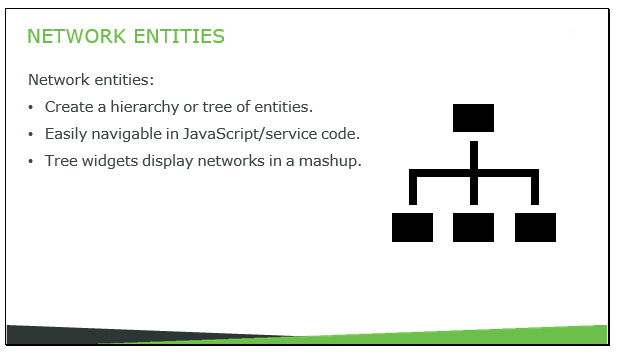 NETWORK ENTITIES
Network entities:
• Create a hierarchy or tree of entities.
• Easily navigable in JavaScript/service code.
• Tree widgets display networks in a mashup.